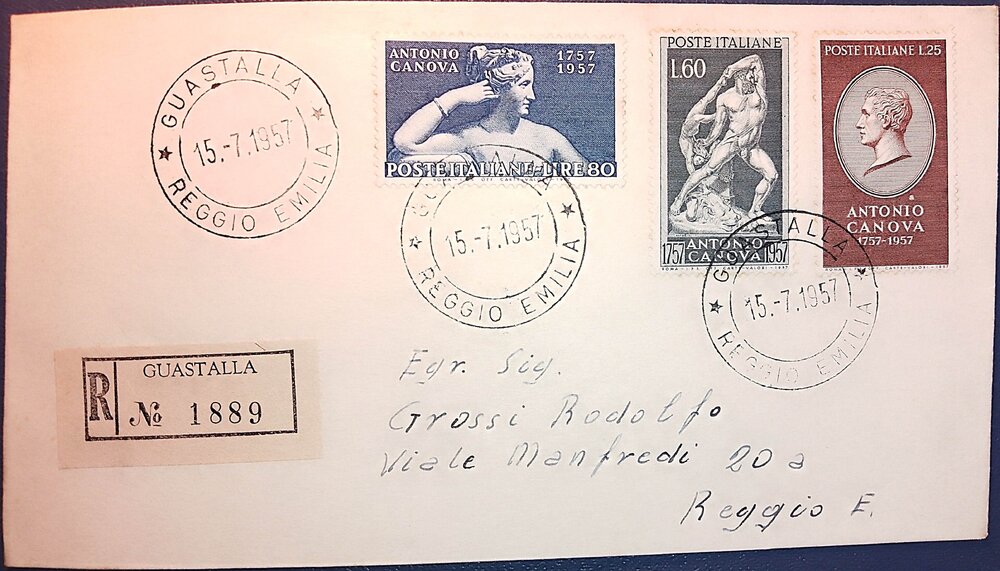 GUASTALLA
15.-7.1957
REGGIO EMILIA
ANTONIO 1757
CANOVA 1957
POSTE ITALIANE LIRE 80
GUASTALLA
15.-7.1957
REGGIO EMILIA
POSTE ITALIANE
L.60
1757 ANTONIO CANOVA 1957
POSTE ITALIANE L.25
ANTONIO
CANOVA
1757-1957
GUASTALLA
15.-7.1957
REGGIO EMILIA
R GUASTALLA
№ 1889
Egr. Sig.
Grossi Rodolfo
Viale Manfredi 20 a
Reggio E.